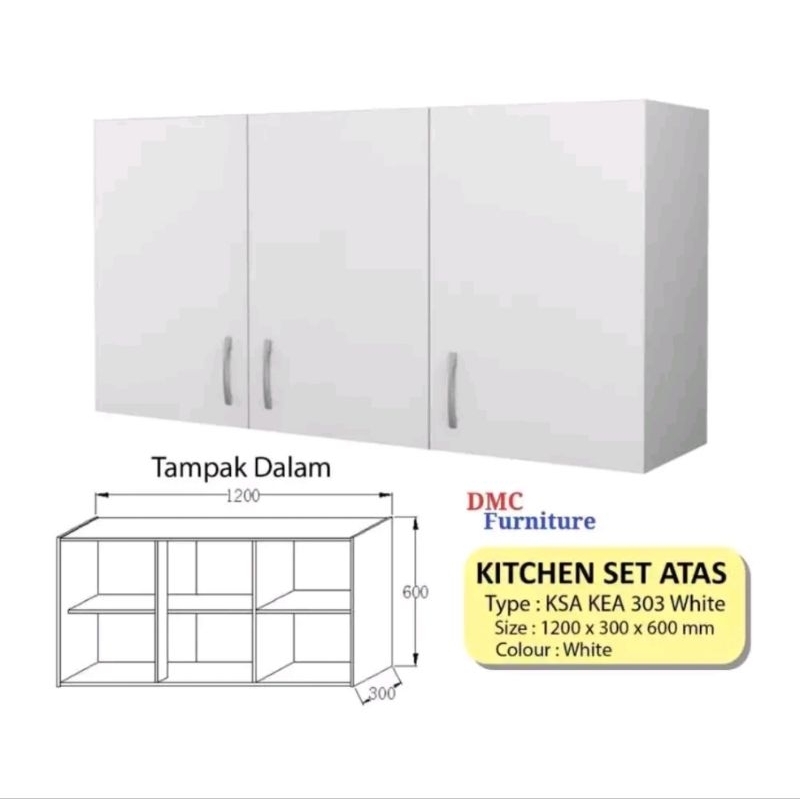 Tampak Dalam
1200
600
300
DMC
Furniture
KITCHEN SET ATAS
Type : KSA KEA 303 White
Size : 1200 x 300 x 600 mm
Colour : White